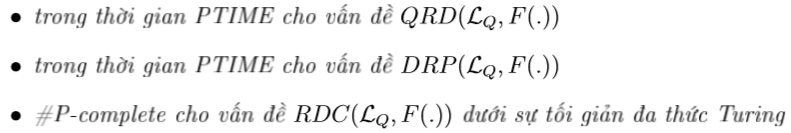 • trong thời gian PTIME cho vấn đề QRD(ℒ_Q, F(.))
• trong thời gian PTIME cho vấn đề DRP(ℒ_Q, F(.))
• #P-complete cho vấn đề RDC(ℒ_Q, F(.)) dưới sự tối giản đa thức Turing